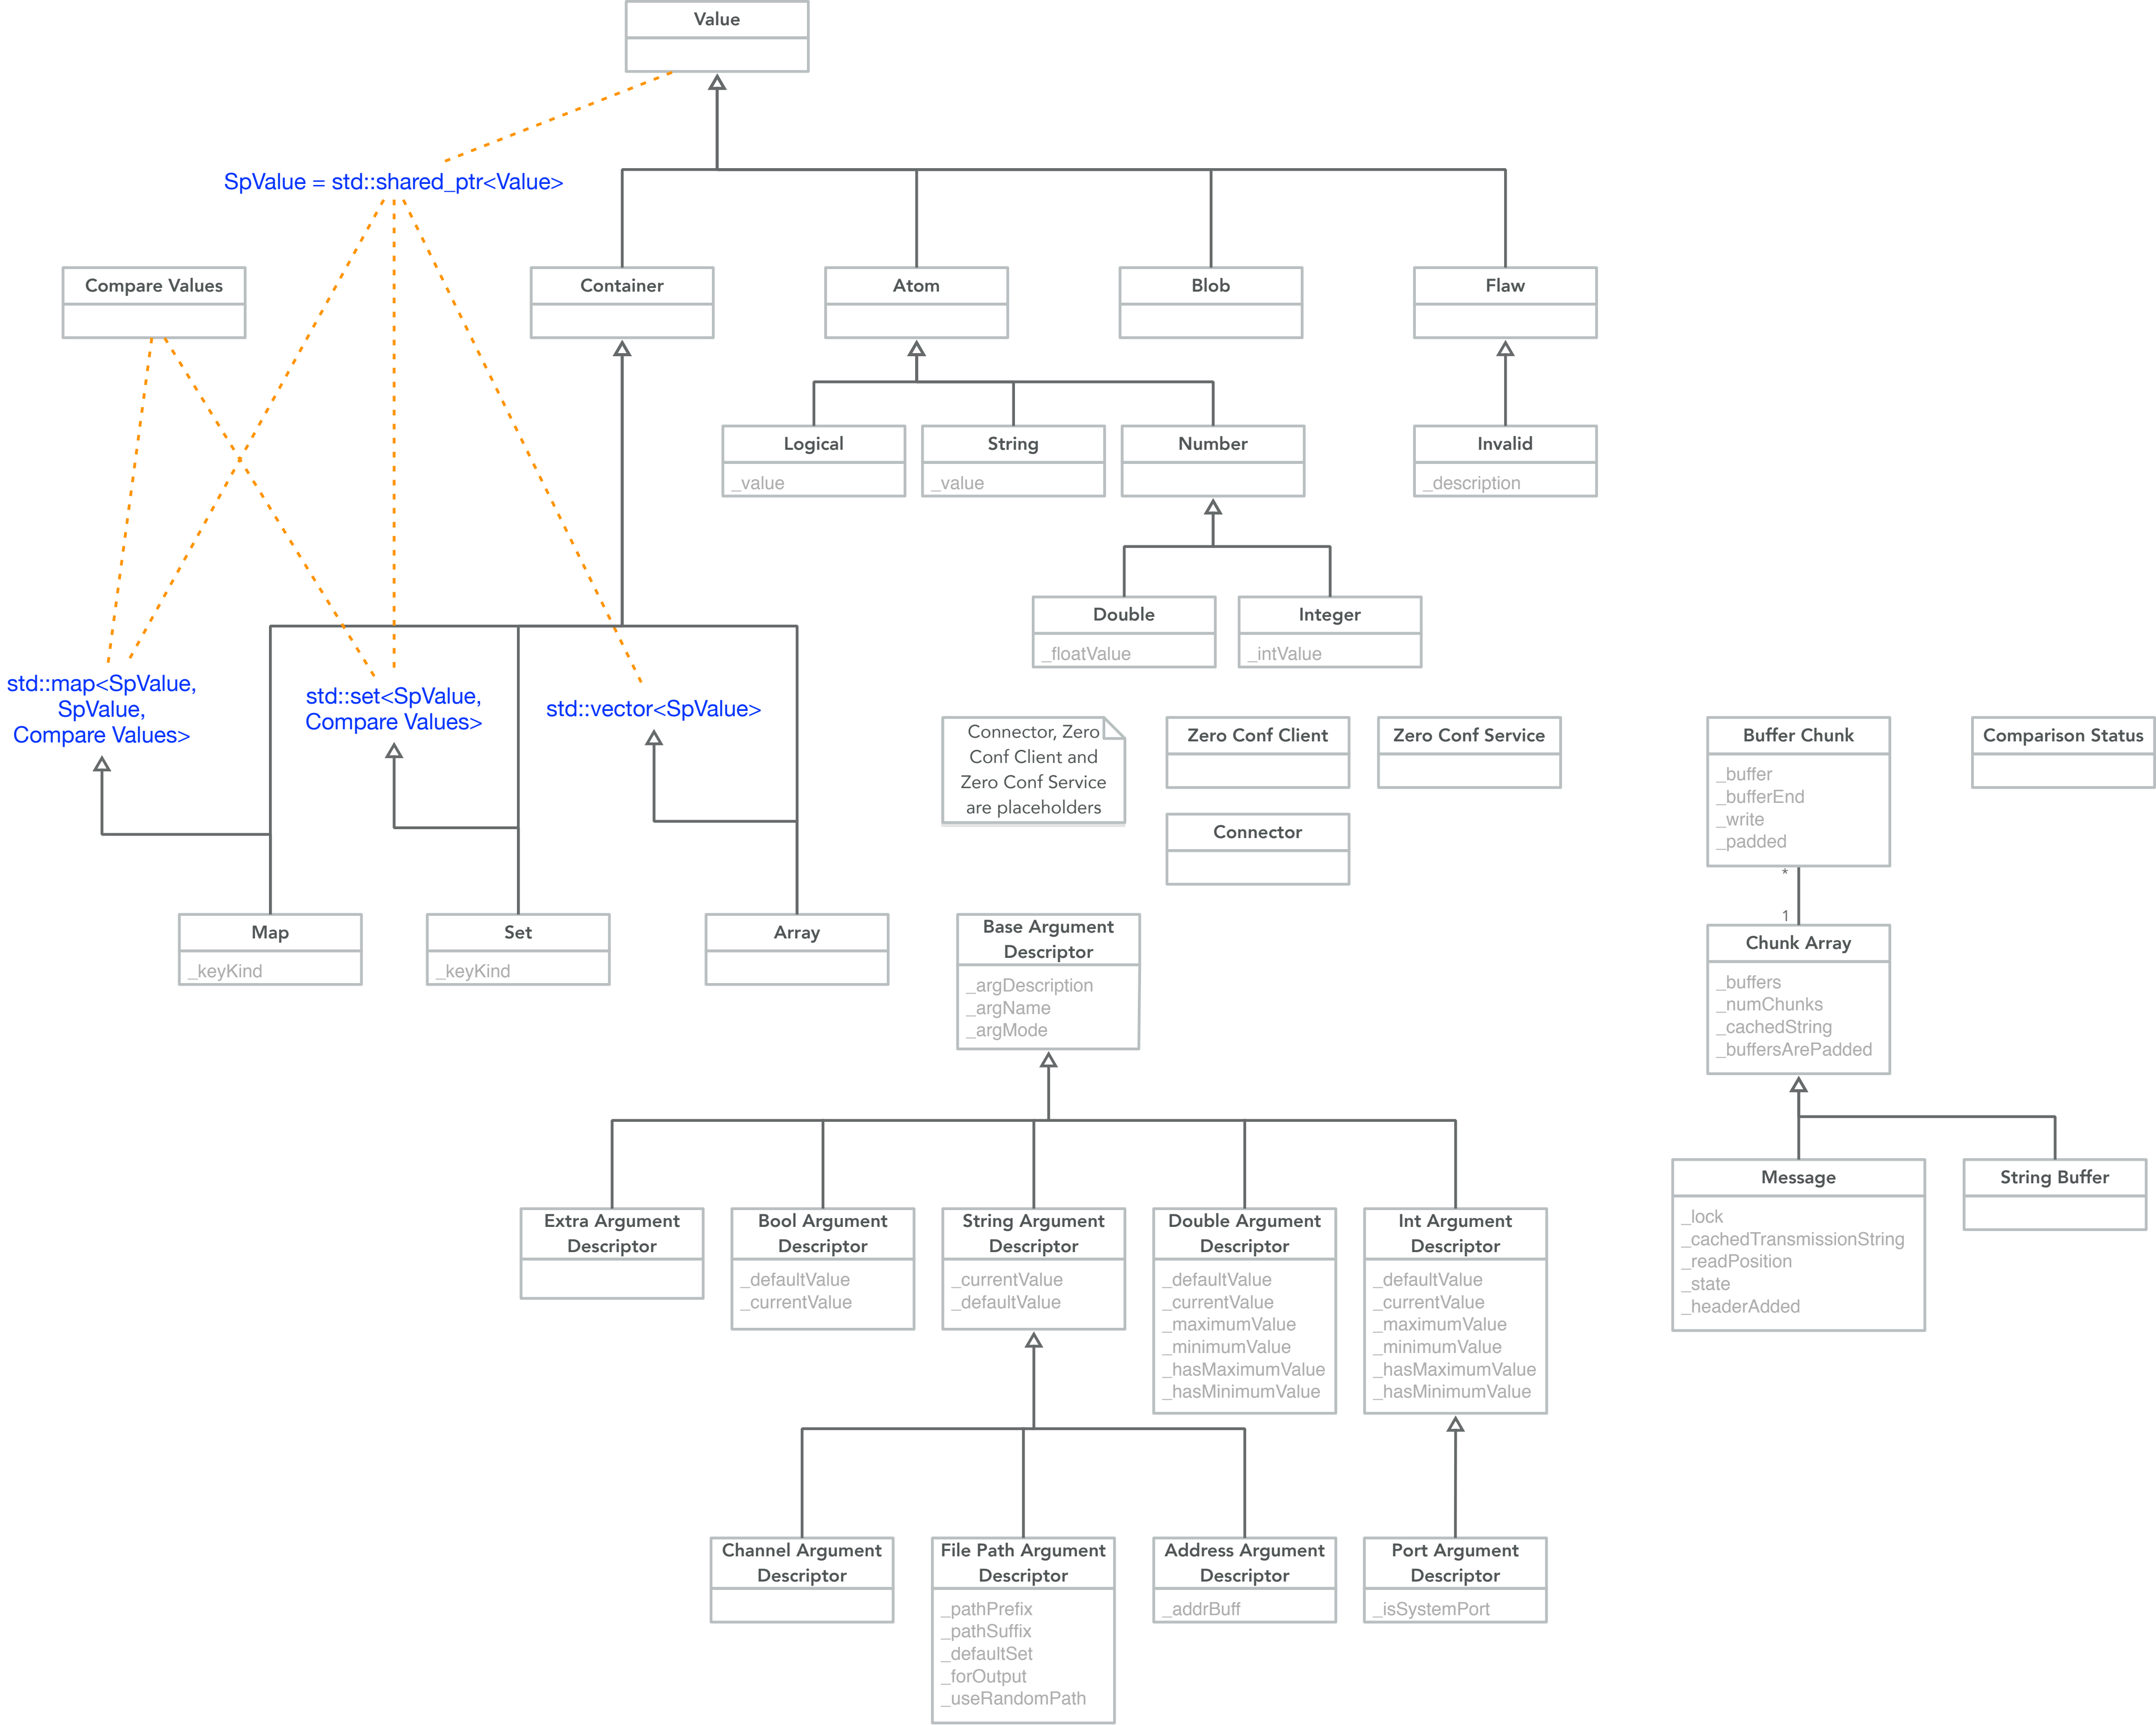 Value
SpValue = std::shared_ptr<Value>
Compare Values
Container
Atom
Blob
Flaw
Logical
_value
String
_value
Number
Invalid
_description
Double
_floatValue
Integer
_intValue
std::map<SpValue,
SpValue,
Compare Values>
std::set<SpValue,
Compare Values>
std::vector<SpValue>
Connector, Zero
Conf Client and
Zero Conf Service
are placeholders
Zero Conf Client
Zero Conf Service
Connector
Buffer Chunk
_buffer
_bufferEnd
_write
_padded
Comparison Status
*
1
Map
_keyKind
Set
_keyKind
Array
Base Argument
Descriptor
_argDescription
_argName
_argMode
Chunk Array
_buffers
_numChunks
_cachedString
_buffersArePadded
Message
_lock
_cachedTransmissionString
_readPosition
_state
_headerAdded
String Buffer
Extra Argument
Descriptor
Bool Argument
Descriptor
_defaultValue
_currentValue
String Argument
Descriptor
_currentValue
_defaultValue
Double Argument
Descriptor
_defaultValue
_currentValue
_maximumValue
_minimumValue
_hasMaximumValue
_hasMinimumValue
Int Argument
Descriptor
_defaultValue
_currentValue
_maximumValue
_minimumValue
_hasMaximumValue
_hasMinimumValue
Channel Argument
Descriptor
File Path Argument
Descriptor
_pathPrefix
_pathSuffix
_defaultSet
_forOutput
_useRandomPath
Address Argument
Descriptor
_addrBuff
Port Argument
Descriptor
_isSystemPort